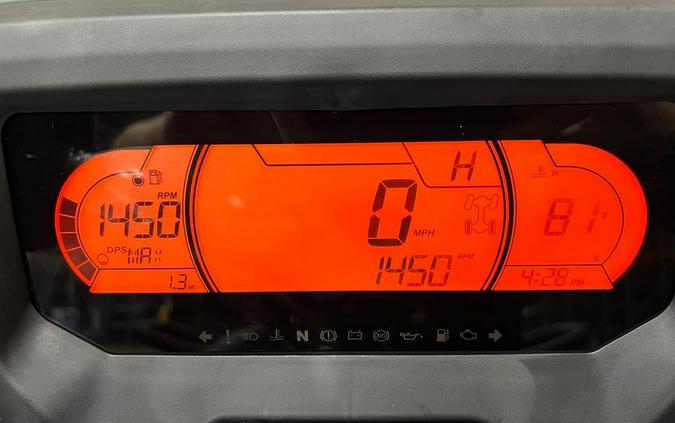 RPM
1450
DPS MAX
1.3 MI
H
0 MPH
1450 RPM
H
81 °F
C
4:28 PM
N